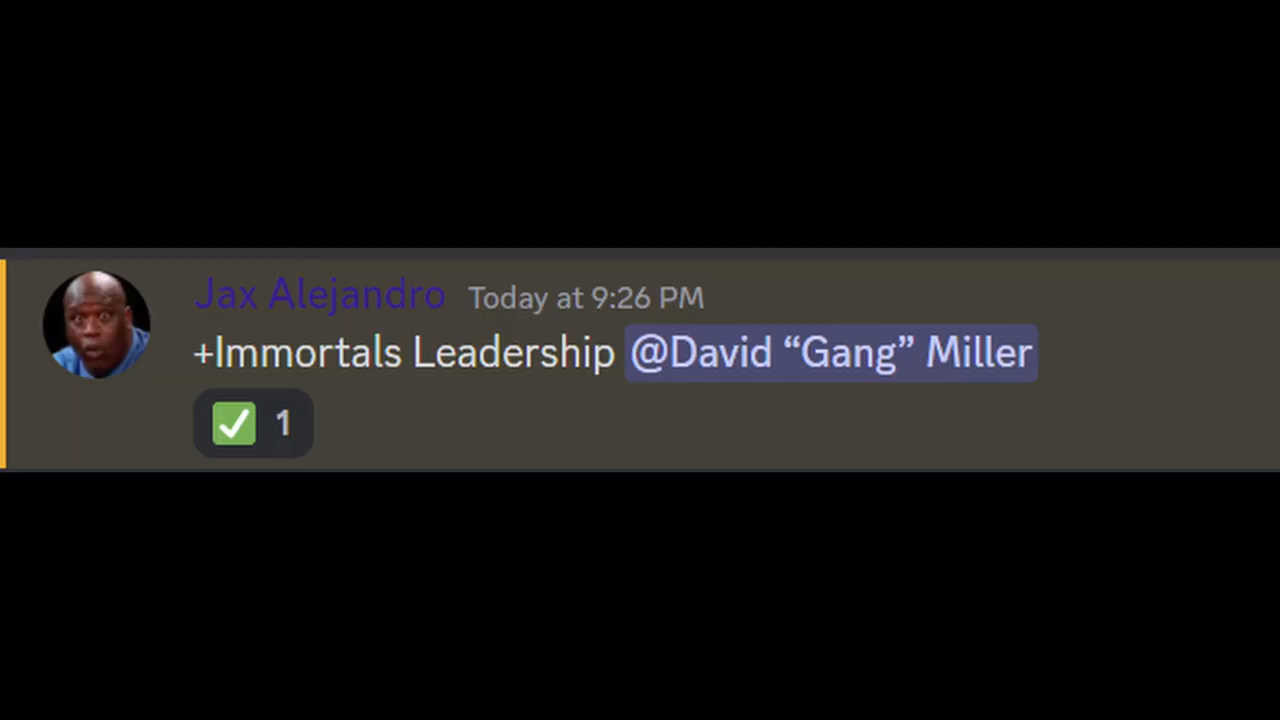 Jax Alejandro Today at 9:26 PM
+Immortals Leadership @David “Gang” Miller
✅ 1